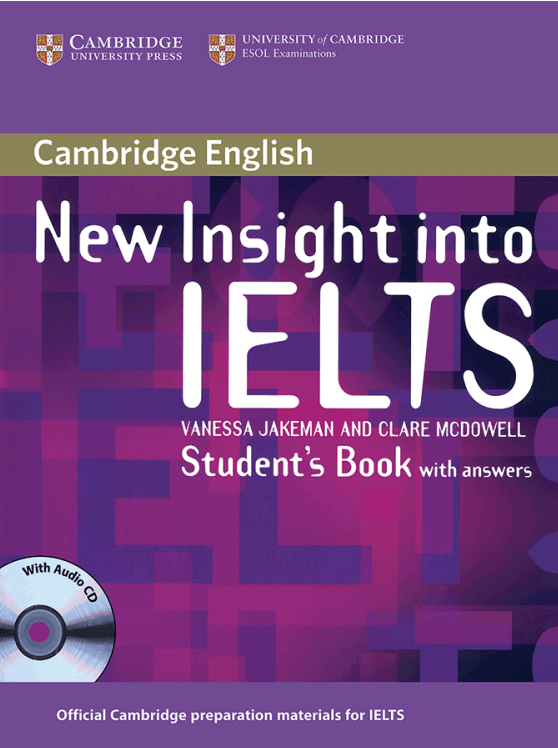 CAMBRIDGE
UNIVERSITY PRESS
UNIVERSITY of CAMBRIDGE
ESOL Examinations
Cambridge English
New Insight into
IELTS
VANESSA JAKEMAN AND CLARE MCDOWELL
Student's Book with answers
With Audio CD
Official Cambridge preparation materials for IELTS